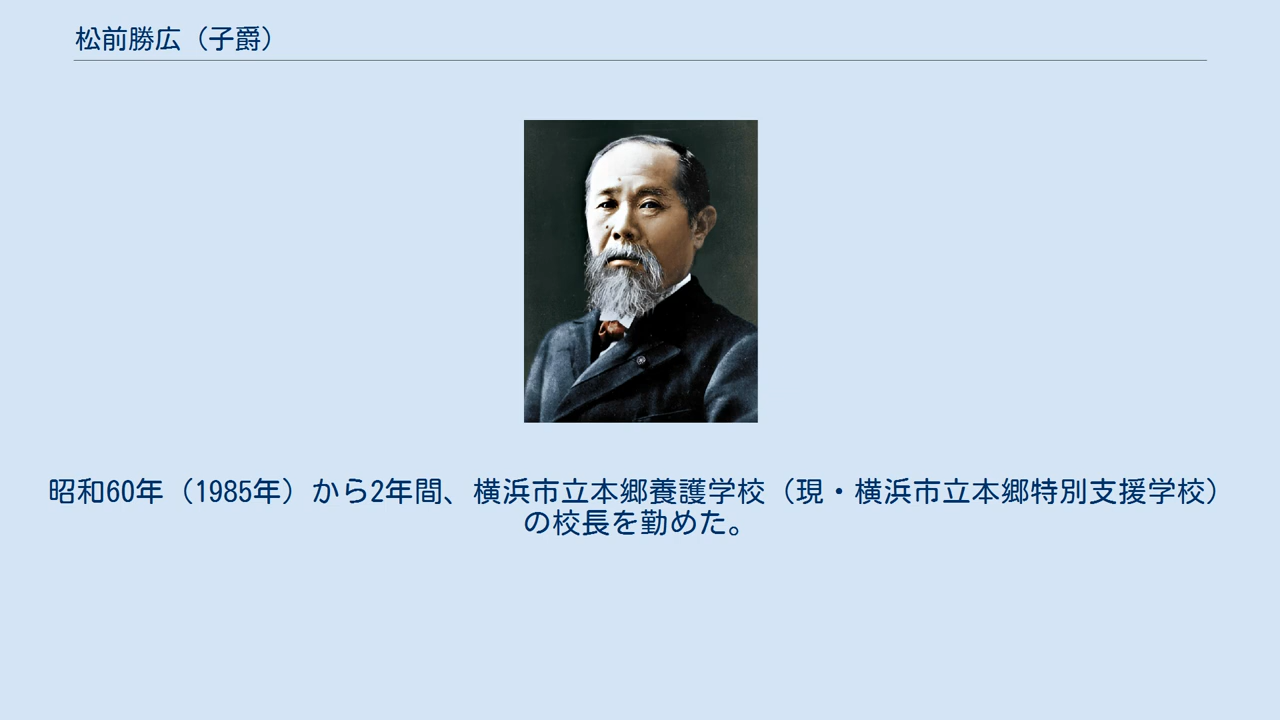 松前勝広（子爵）
昭和60年（1985年）から2年間、横浜市立本郷養護学校（現・横浜市立本郷特別支援学校）
の校長を勤めた。